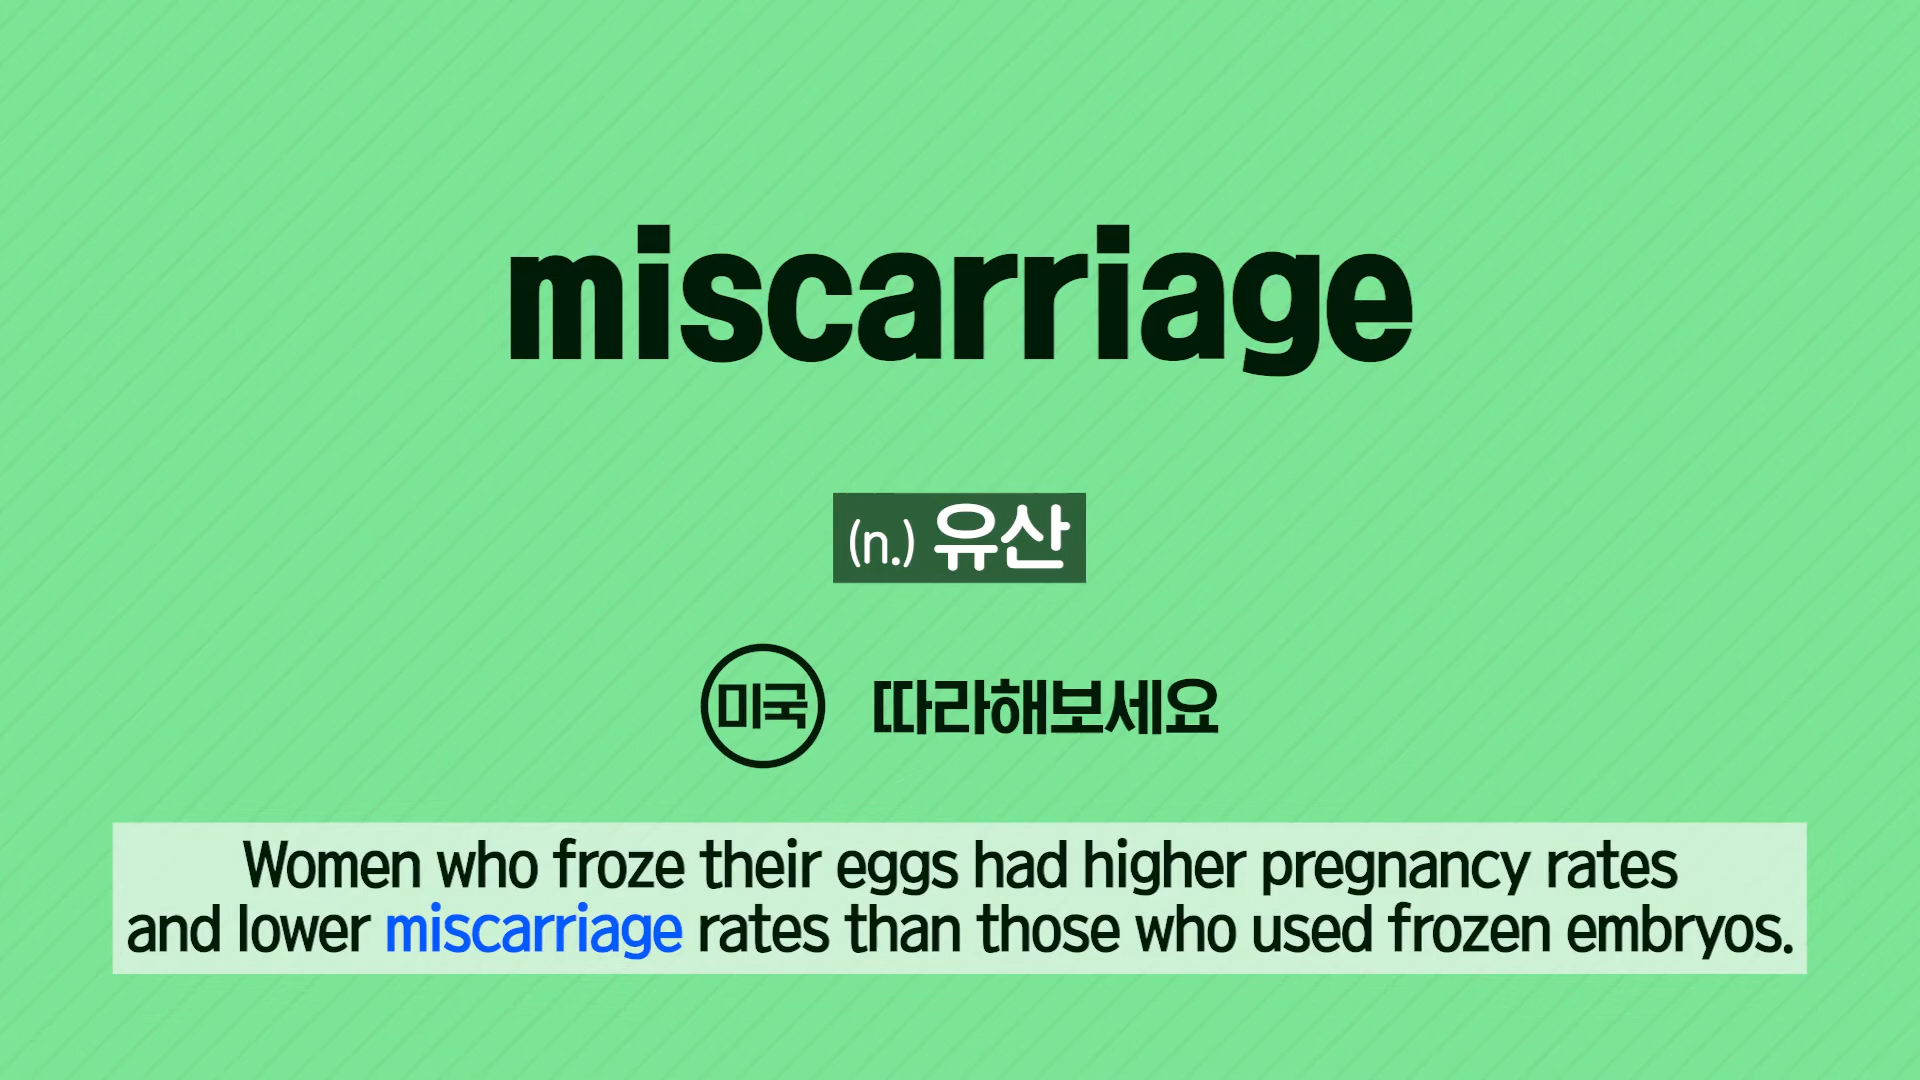 miscarriage
(n.) 유산
미국 따라해보세요
Women who froze their eggs had higher pregnancy rates
and lower miscarriage rates than those who used frozen embryos.